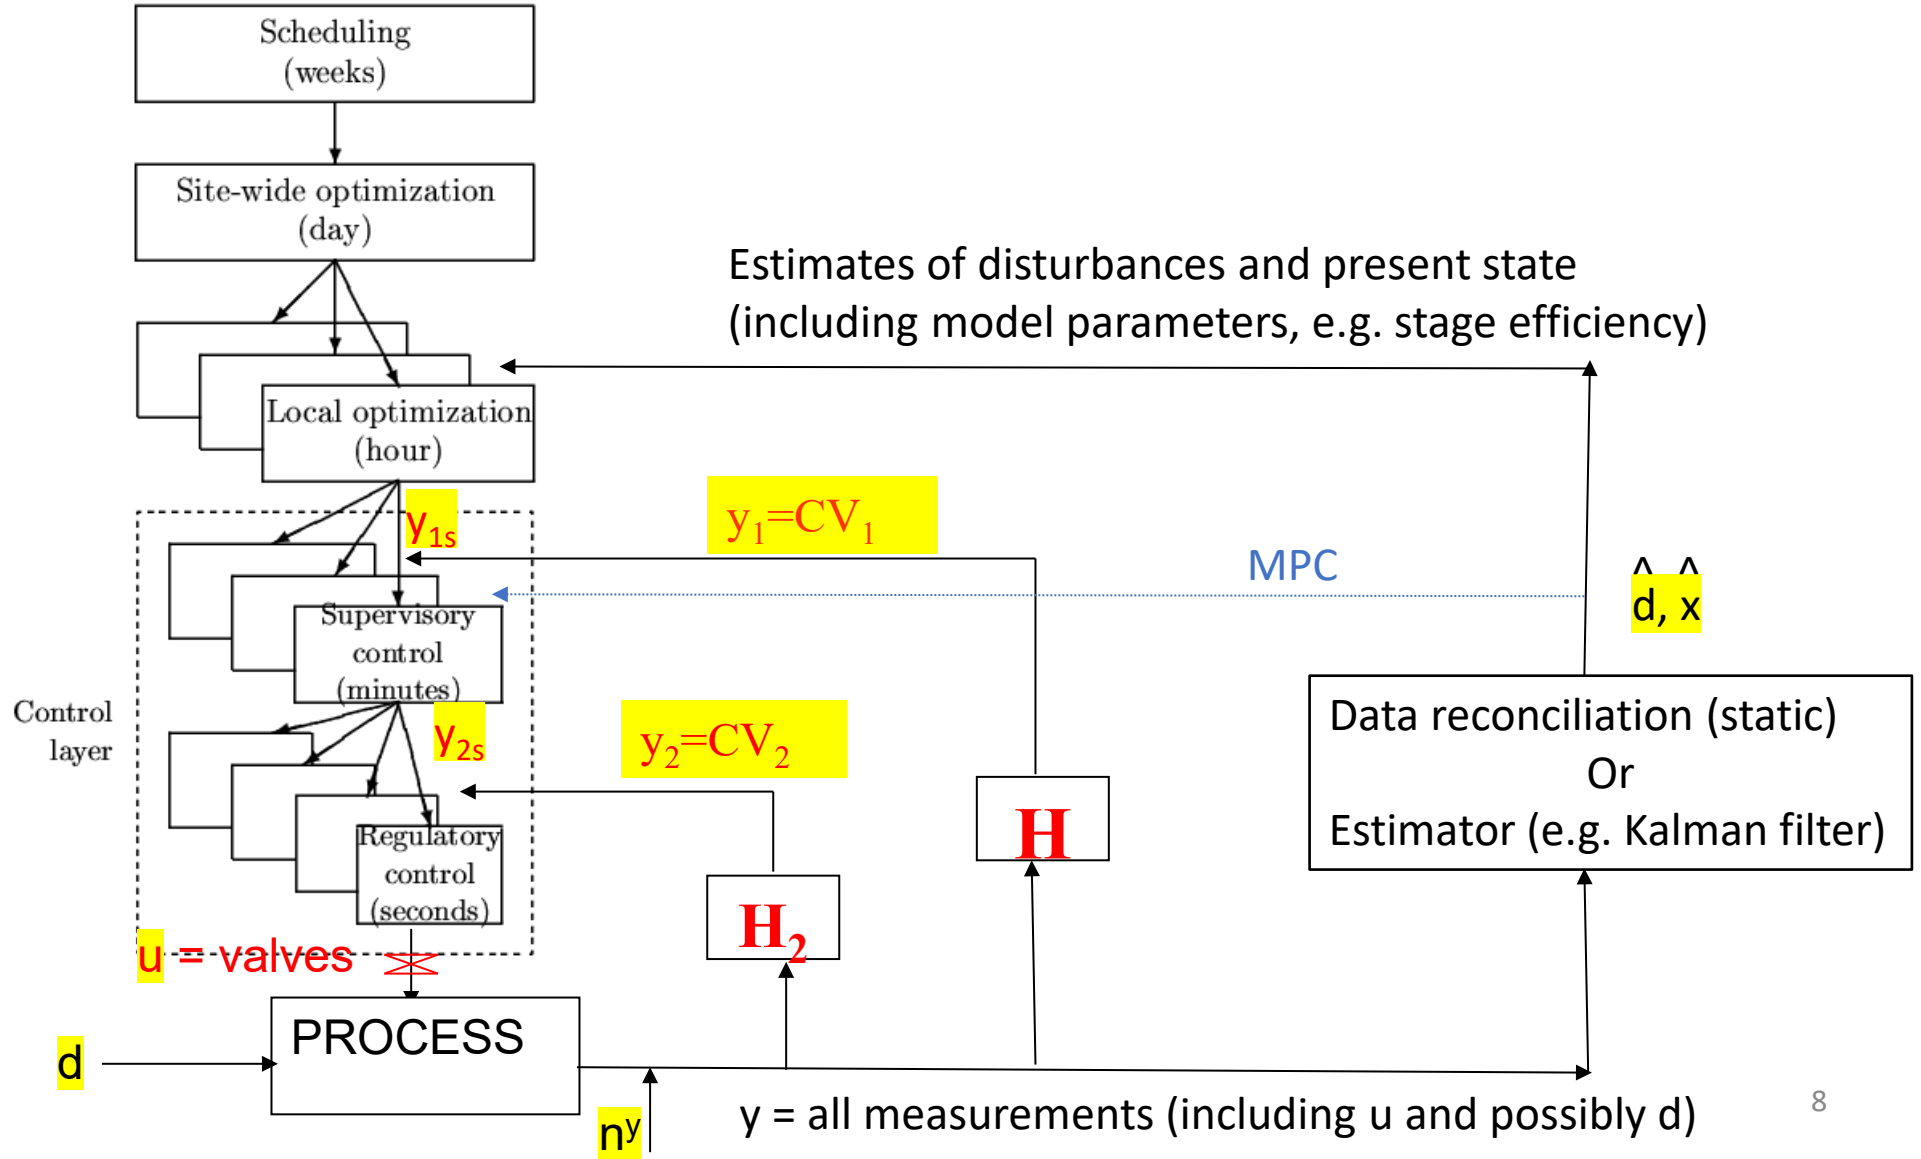 Scheduling
(weeks)
Site-wide optimization
(day)
Estimates of disturbances and present state
(including model parameters, e.g. stage efficiency)
Local optimization
(hour)
y₁ₛ
y₁=CV₁
MPC
^ ^
d, x
Supervisory
control
(minutes)
Control
layer
y₂ₛ
y₂=CV₂
Data reconciliation (static)
Or
Estimator (e.g. Kalman filter)
H
Regulatory
control
(seconds)
H₂
u = valves
PROCESS
d
nʸ
y = all measurements (including u and possibly d)
8